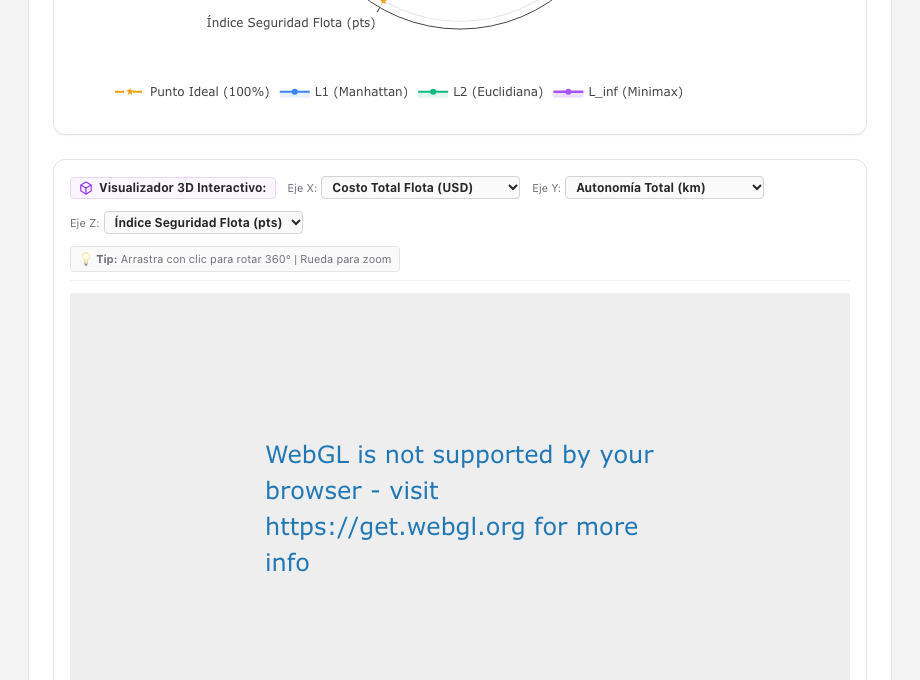 Índice Seguridad Flota (pts)
Punto Ideal (100%) L1 (Manhattan) L2 (Euclidiana) L_inf (Minimax)
Visualizador 3D Interactivo: Eje X: Costo Total Flota (USD) Eje Y: Autonomía Total (km)
Eje Z: Índice Seguridad Flota (pts)
Tip: Arrastra con clic para rotar 360° | Rueda para zoom
WebGL is not supported by your
browser - visit
https://get.webgl.org for more
info